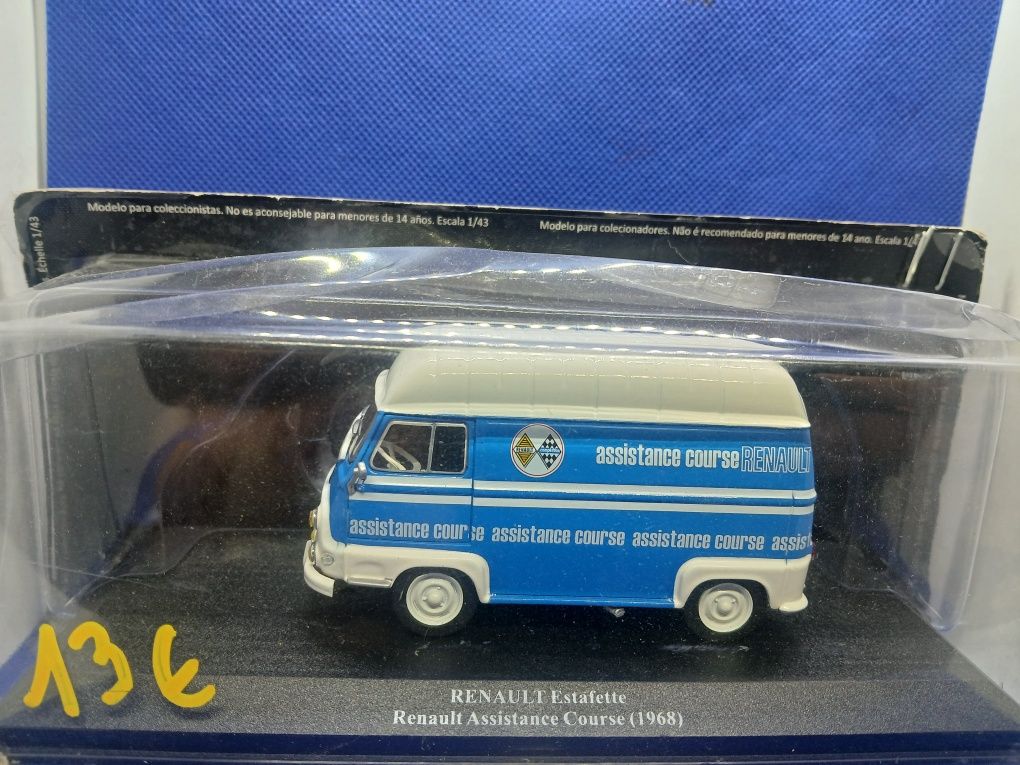 Echelle 1/43
Modelo para coleccionistas. No es aconsejable para menores de 14 años. Escala 1/43
Modelo para colecionadores. Não é recomendado para menores de 14 ano. Escala
RENAULT
assistance course RENAULT
assistance course assistance course assistance course assist
13 €
RENAULT Estafette
Renault Assistance Course (1968)